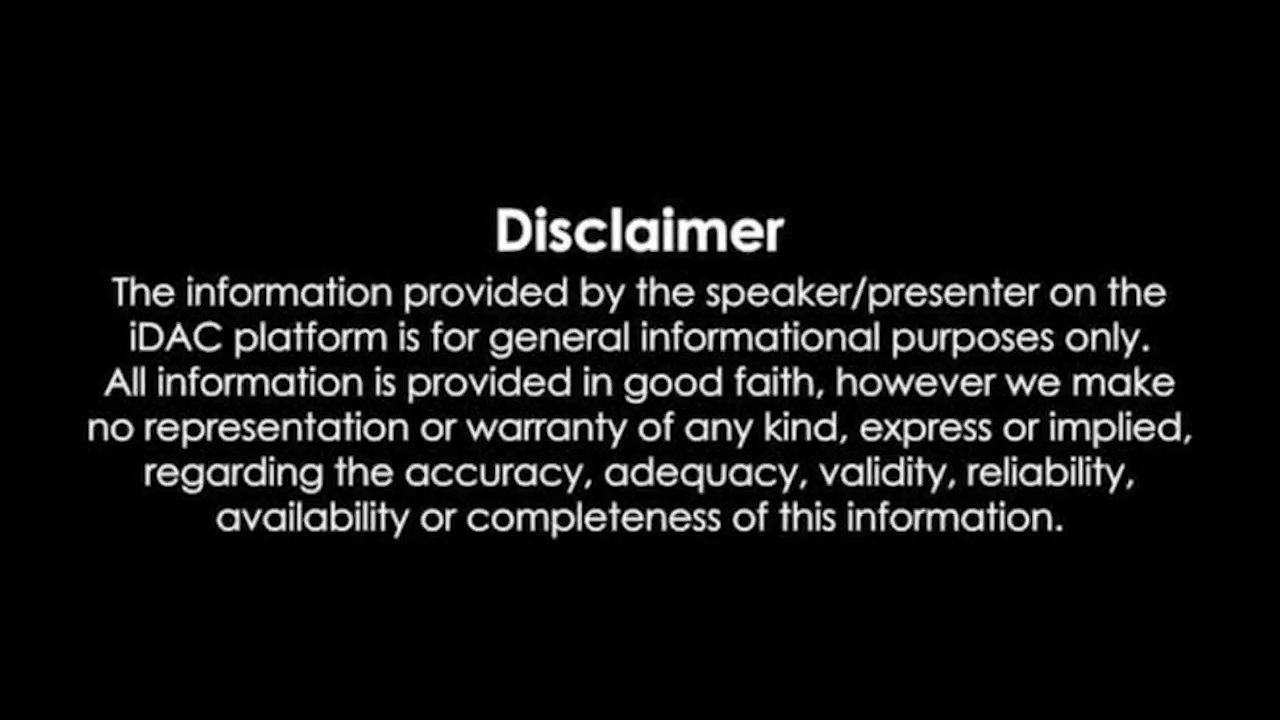 Disclaimer
The information provided by the speaker/presenter on the
iDAC platform is for general informational purposes only.
All information is provided in good faith, however we make
no representation or warranty of any kind, express or implied,
regarding the accuracy, adequacy, validity, reliability,
availability or completeness of this information.